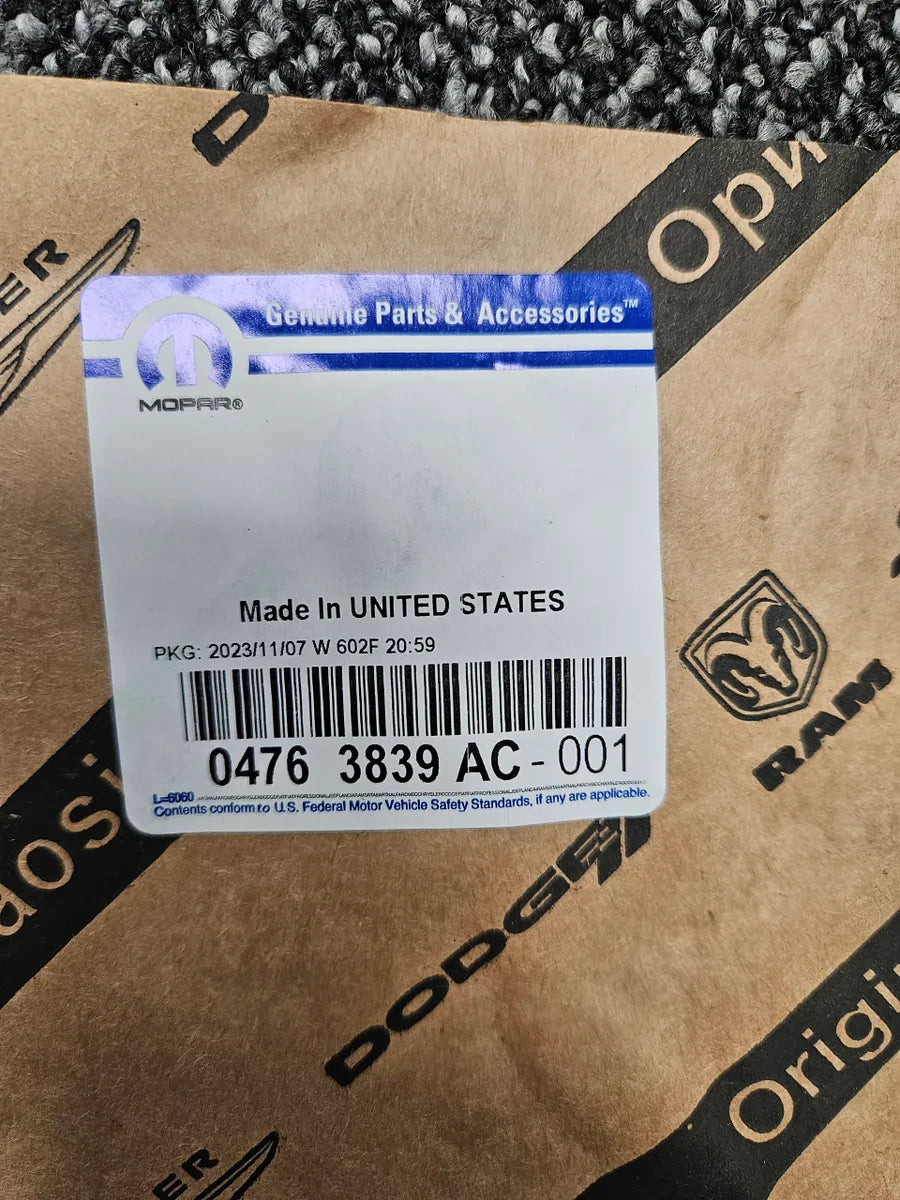 D
ER
Ори
Genuine Parts & Accessories™
MOPAR®
Made In UNITED STATES
PKG: 2023/11/07 W 602F 20:59
0476 3839 AC - 001
L=6060
Contents conform to U.S. Federal Motor Vehicle Safety Standards, if any are applicable.
RAM
aosi
DODGE
Origi
ER